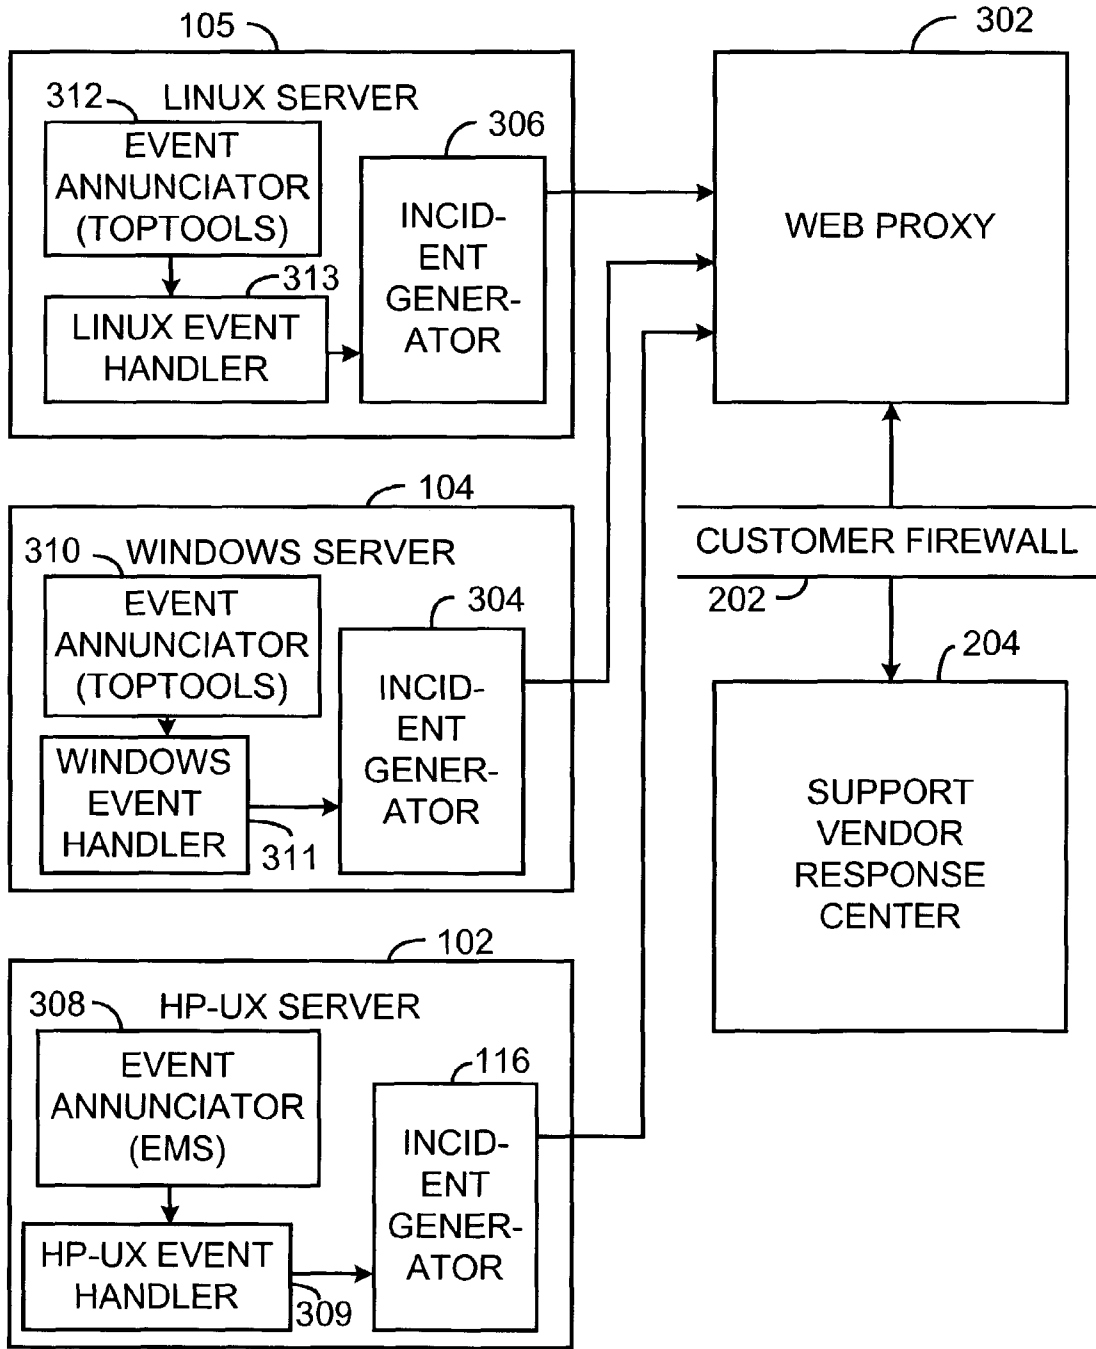 105
LINUX SERVER
312
EVENT
ANNUNCIATOR
(TOPTOOLS)
313
LINUX EVENT
HANDLER
306
INCID-
ENT
GENER-
ATOR
302
WEB PROXY
104
WINDOWS SERVER
310
EVENT
ANNUNCIATOR
(TOPTOOLS)
WINDOWS
EVENT
HANDLER
311
304
INCID-
ENT
GENER-
ATOR
CUSTOMER FIREWALL
202
204
SUPPORT
VENDOR
RESPONSE
CENTER
102
HP-UX SERVER
308
EVENT
ANNUNCIATOR
(EMS)
HP-UX EVENT
HANDLER
309
116
INCID-
ENT
GENER-
ATOR